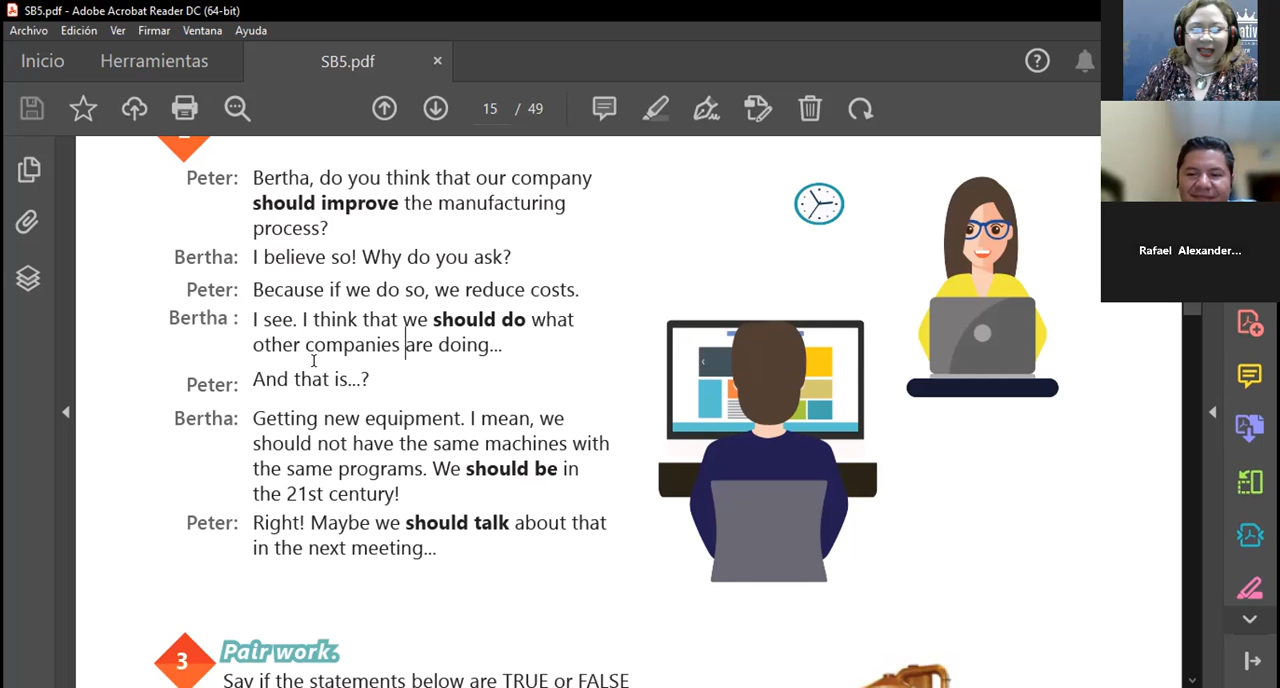 SB5.pdf - Adobe Acrobat Reader DC (64-bit)
Archivo Edición Ver Firmar Ventana Ayuda
Inicio Herramientas SB5.pdf ×
15 / 49
Peter: Bertha, do you think that our company
should improve the manufacturing
process?
Bertha: I believe so! Why do you ask?
Peter: Because if we do so, we reduce costs.
Bertha : I see. I think that we should do what
other companies are doing...
Peter: And that is...?
Bertha: Getting new equipment. I mean, we
should not have the same machines with
the same programs. We should be in
the 21st century!
Peter: Right! Maybe we should talk about that
in the next meeting...
3 Pair work.
Say if the statements below are TRUE or FALSE
Rafael Alexander...